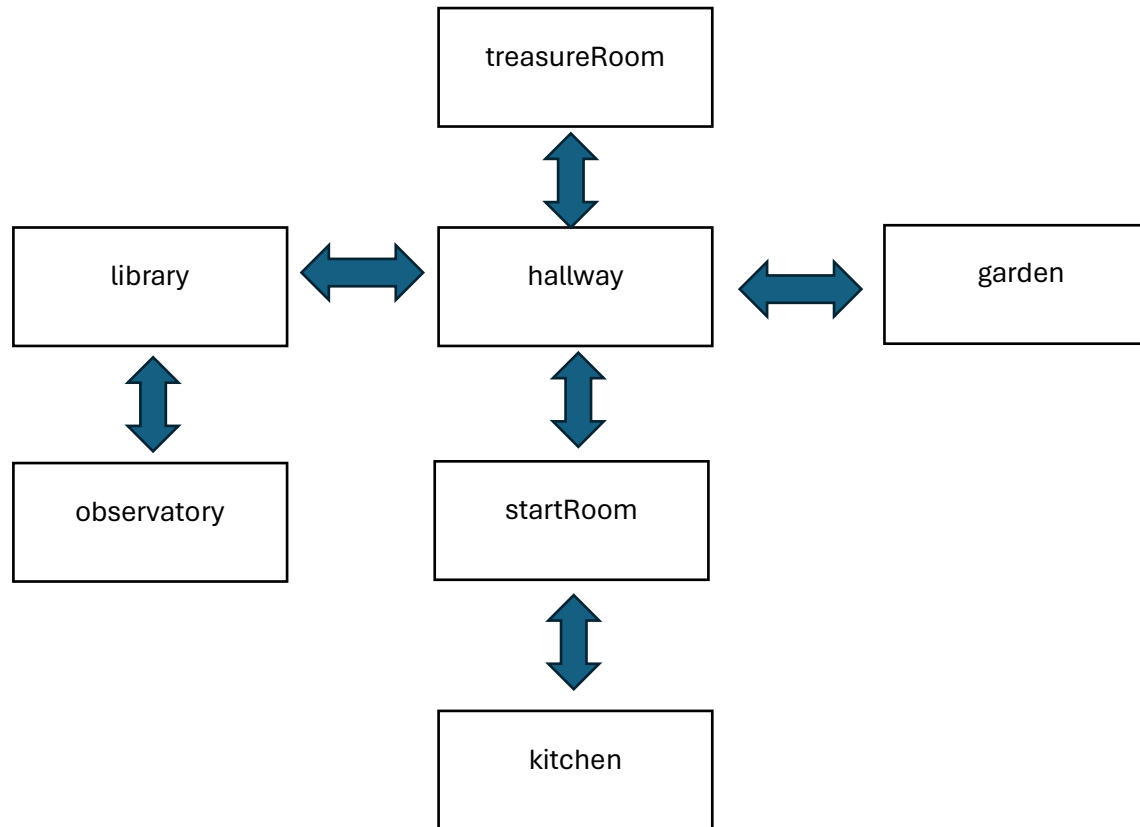 treasureRoom
library
hallway
garden
observatory
startRoom
kitchen